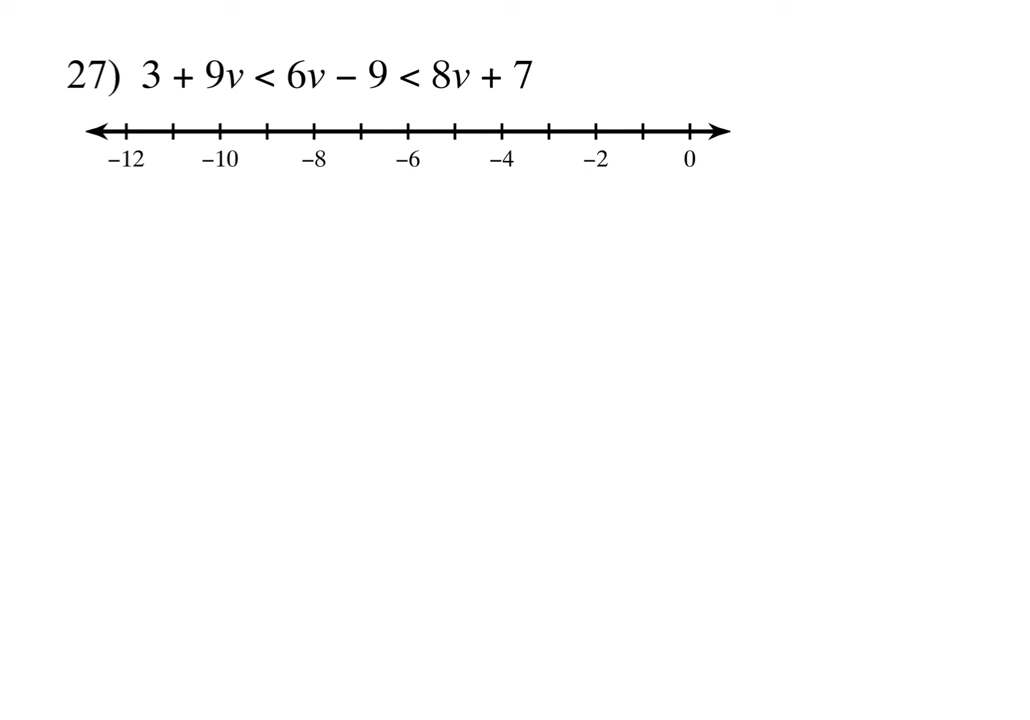 27) 3 + 9v < 6v − 9 < 8v + 7
−12 −10 −8 −6 −4 −2 0